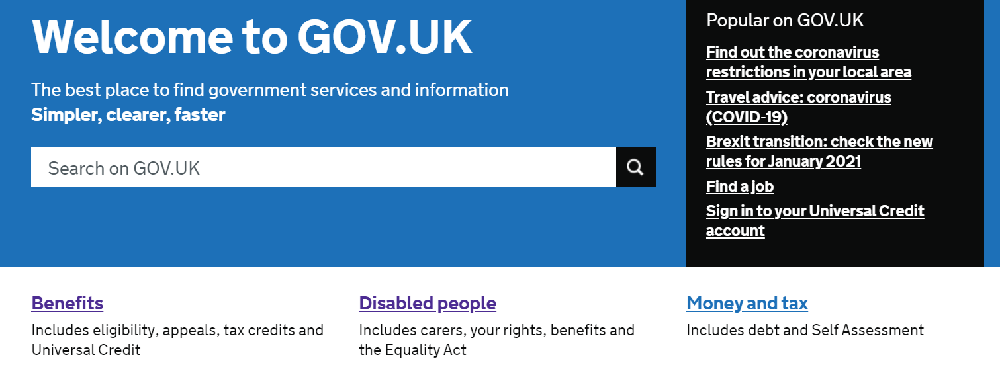 Welcome to GOV.UK
The best place to find government services and information
Simpler, clearer, faster
Search on GOV.UK
Popular on GOV.UK
Find out the coronavirus
restrictions in your local area
Travel advice: coronavirus
(COVID-19)
Brexit transition: check the new
rules for January 2021
Find a job
Sign in to your Universal Credit
account
Benefits
Includes eligibility, appeals, tax credits and
Universal Credit
Disabled people
Includes carers, your rights, benefits and
the Equality Act
Money and tax
Includes debt and Self Assessment